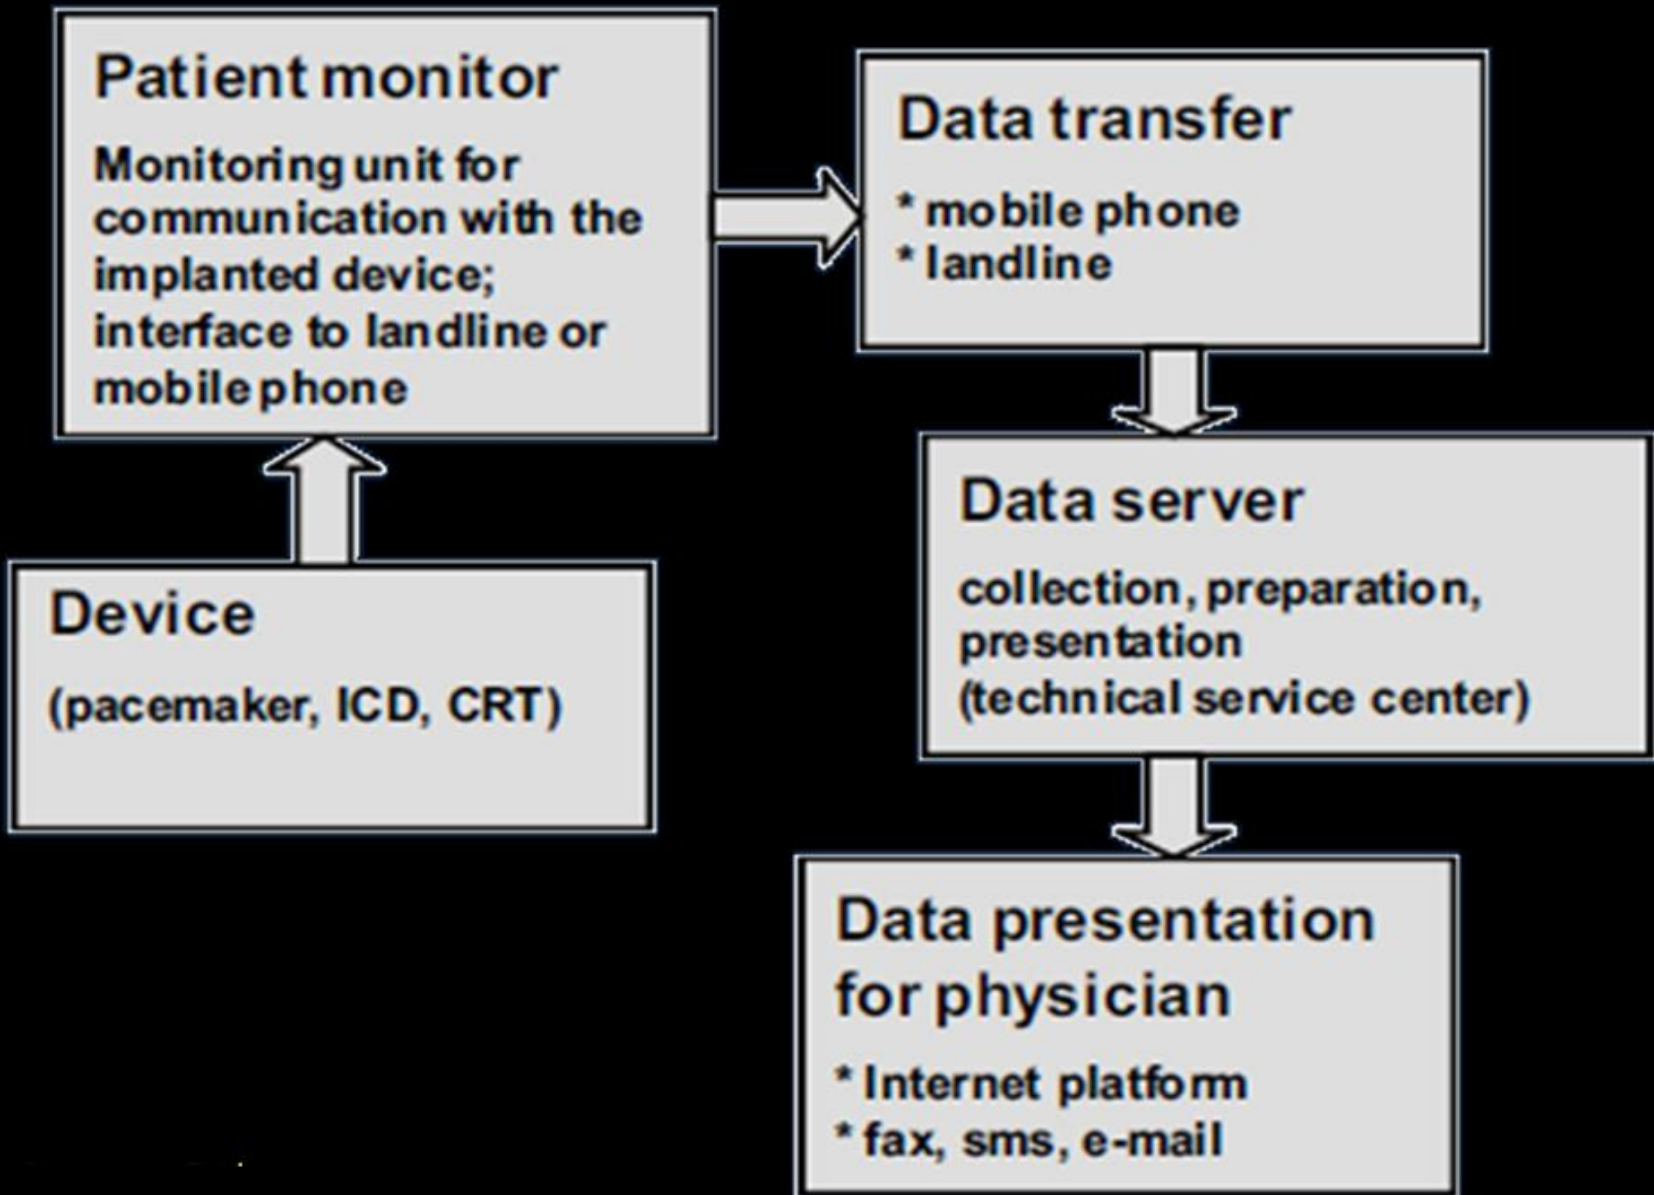 Patient monitor
Monitoring unit for
communication with the
implanted device;
interface to landline or
mobile phone
Data transfer
* mobile phone
* landline
Device
(pacemaker, ICD, CRT)
Data server
collection, preparation,
presentation
(technical service center)
Data presentation
for physician
* Internet platform
* fax, sms, e-mail